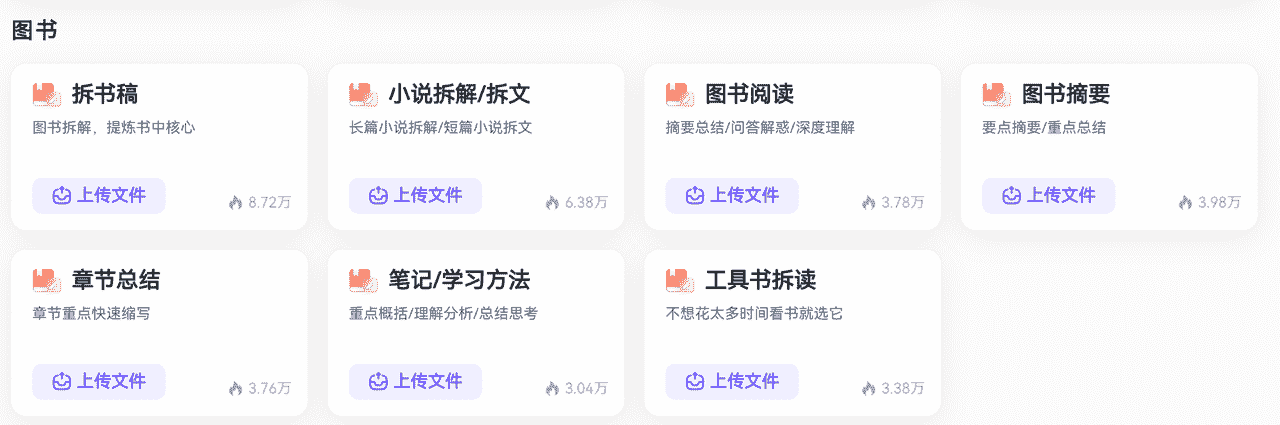 图书
拆书稿
图书拆解，提炼书中核心
上传文件
8.72万
小说拆解/拆文
长篇小说拆解/短篇小说拆文
上传文件
6.38万
图书阅读
摘要总结/问答解惑/深度理解
上传文件
3.78万
图书摘要
要点摘要/重点总结
上传文件
3.98万
章节总结
章节重点快速缩写
上传文件
3.76万
笔记/学习方法
重点概括/理解分析/总结思考
上传文件
3.04万
工具书拆读
不想花太多时间看书就选它
上传文件
3.38万